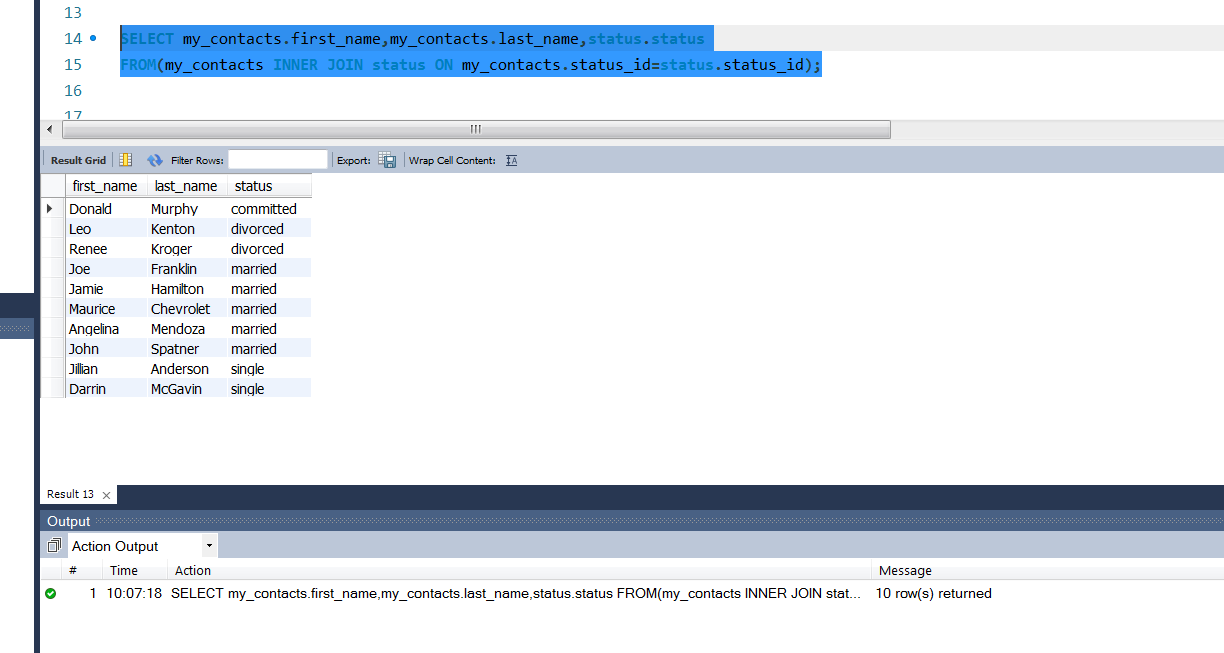 13
14 SELECT my_contacts.first_name,my_contacts.last_name,status.status
15 FROM(my_contacts INNER JOIN status ON my_contacts.status_id=status.status_id);
16
17
Result Grid Filter Rows: Export: Wrap Cell Content:
first_name last_name status
Donald Murphy committed
Leo Kenton divorced
Renee Kroger divorced
Joe Franklin married
Jamie Hamilton married
Maurice Chevrolet married
Angelina Mendoza married
John Spatner married
Jillian Anderson single
Darrin McGavin single
Result 13
Output
Action Output
# Time Action Message
1 10:07:18 SELECT my_contacts.first_name,my_contacts.last_name,status.status FROM(my_contacts INNER JOIN stat... 10 row(s) returned